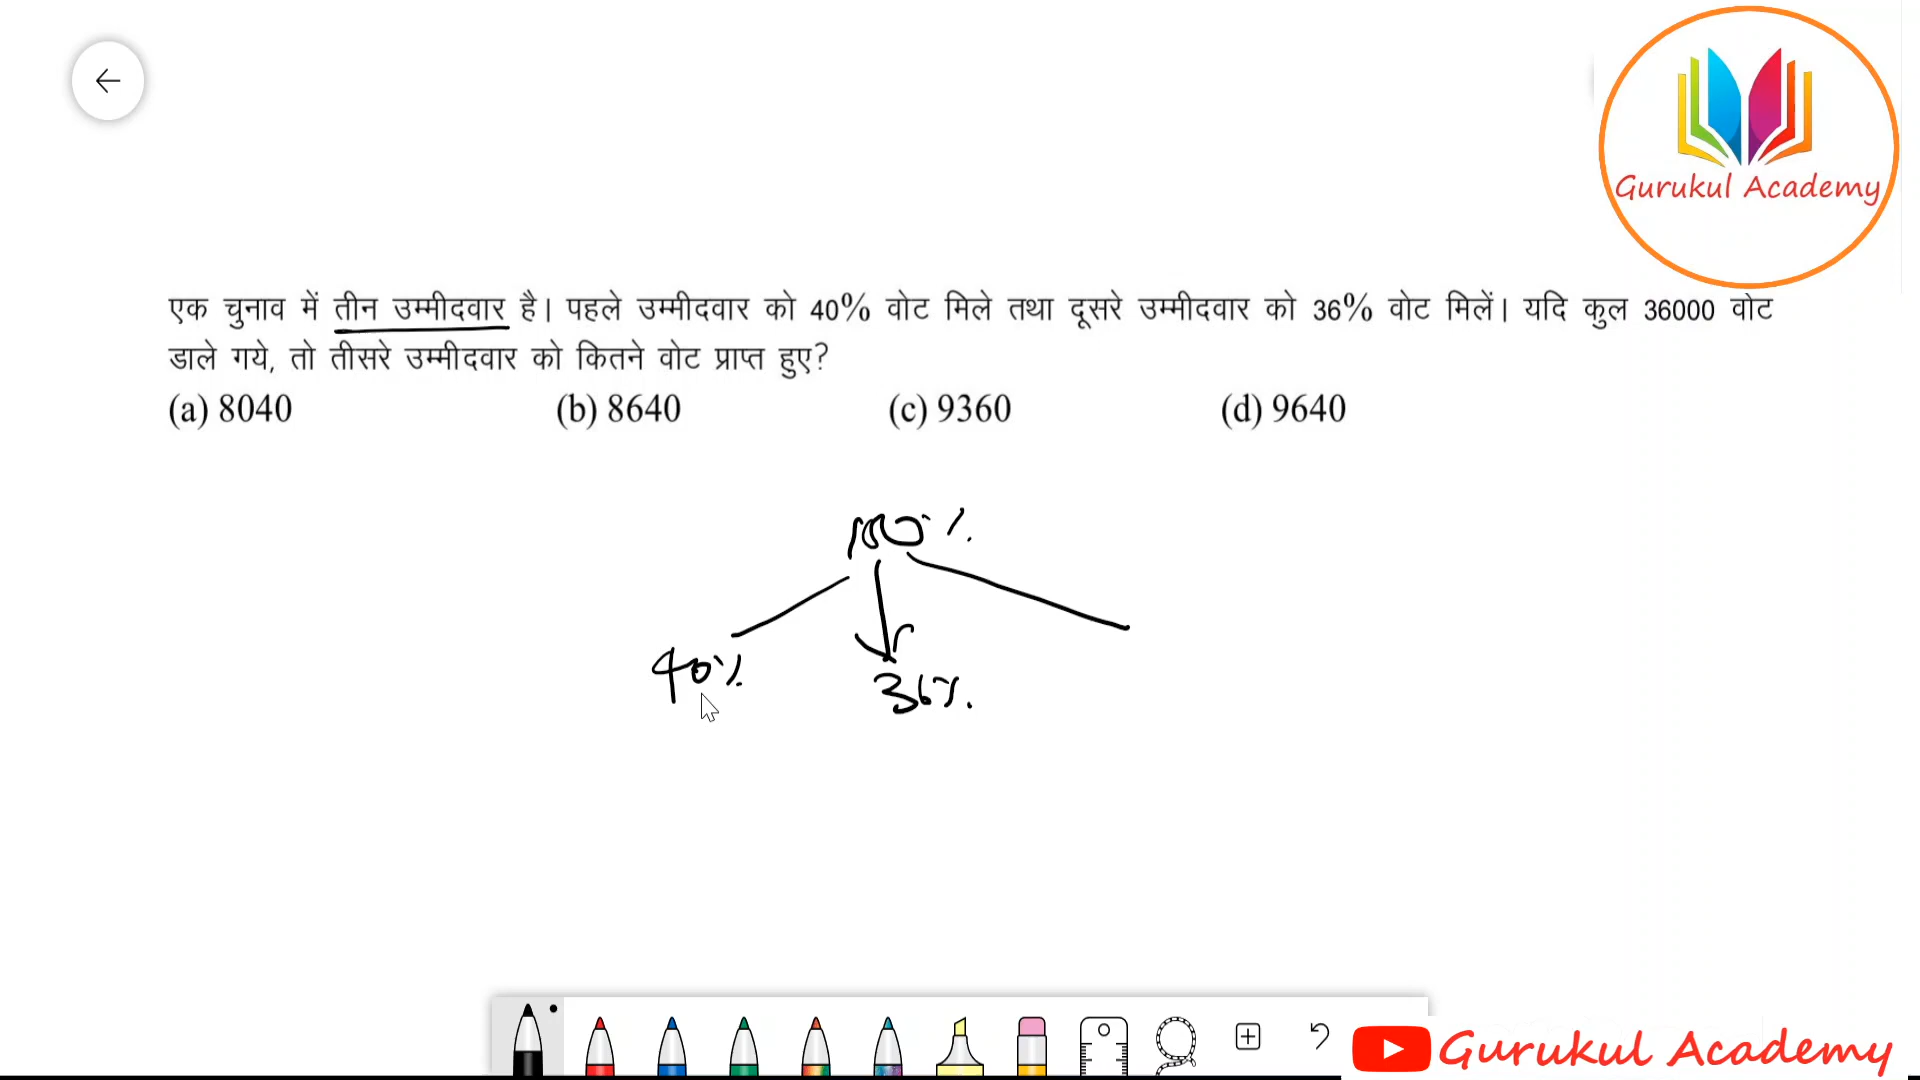 Gurukul Academy
एक चुनाव में तीन उम्मीदवार है। पहले उम्मीदवार को 40% वोट मिले तथा दूसरे उम्मीदवार को 36% वोट मिलें। यदि कुल 36000 वोट
डाले गये, तो तीसरे उम्मीदवार को कितने वोट प्राप्त हुए?
(a) 8040 (b) 8640 (c) 9360 (d) 9640
100%
40% 36%
Gurukul Academy